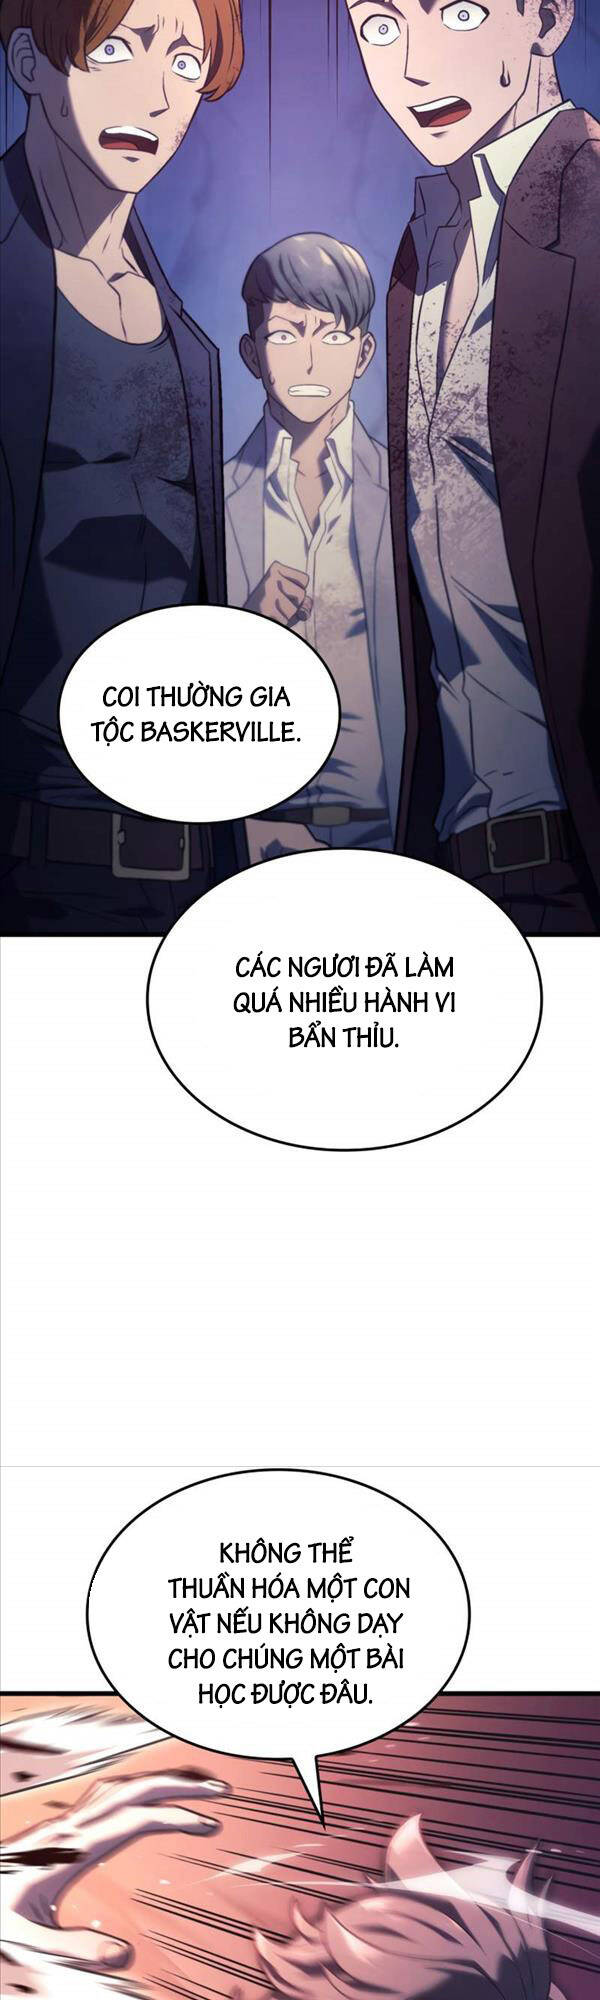 COI THƯỜNG GIA
TỘC BASKERVILLE.
CÁC NGƯƠI ĐÃ LÀM
QUÁ NHIỀU HÀNH VI
BẨN THỈU.
KHÔNG THỂ
THUẦN HÓA MỘT CON
VẬT NẾU KHÔNG DẠY
CHO CHÚNG MỘT BÀI
HỌC ĐƯỢC ĐÂU.